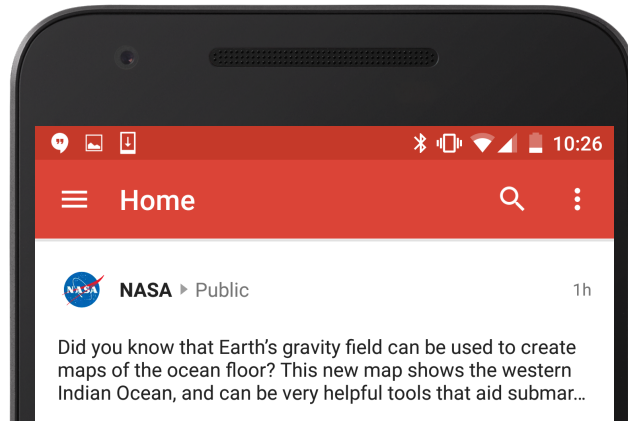 10:26
Home
NASA
NASA Public
1h
Did you know that Earth's gravity field can be used to create
maps of the ocean floor? This new map shows the western
Indian Ocean, and can be very helpful tools that aid submar...